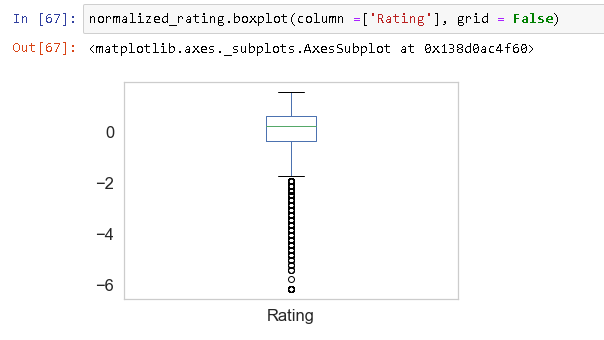 In [67]: normalized_rating.boxplot(column =['Rating'], grid = False)
Out[67]: <matplotlib.axes._subplots.AxesSubplot at 0x138d0ac4f60>
0
−2
−4
−6
Rating